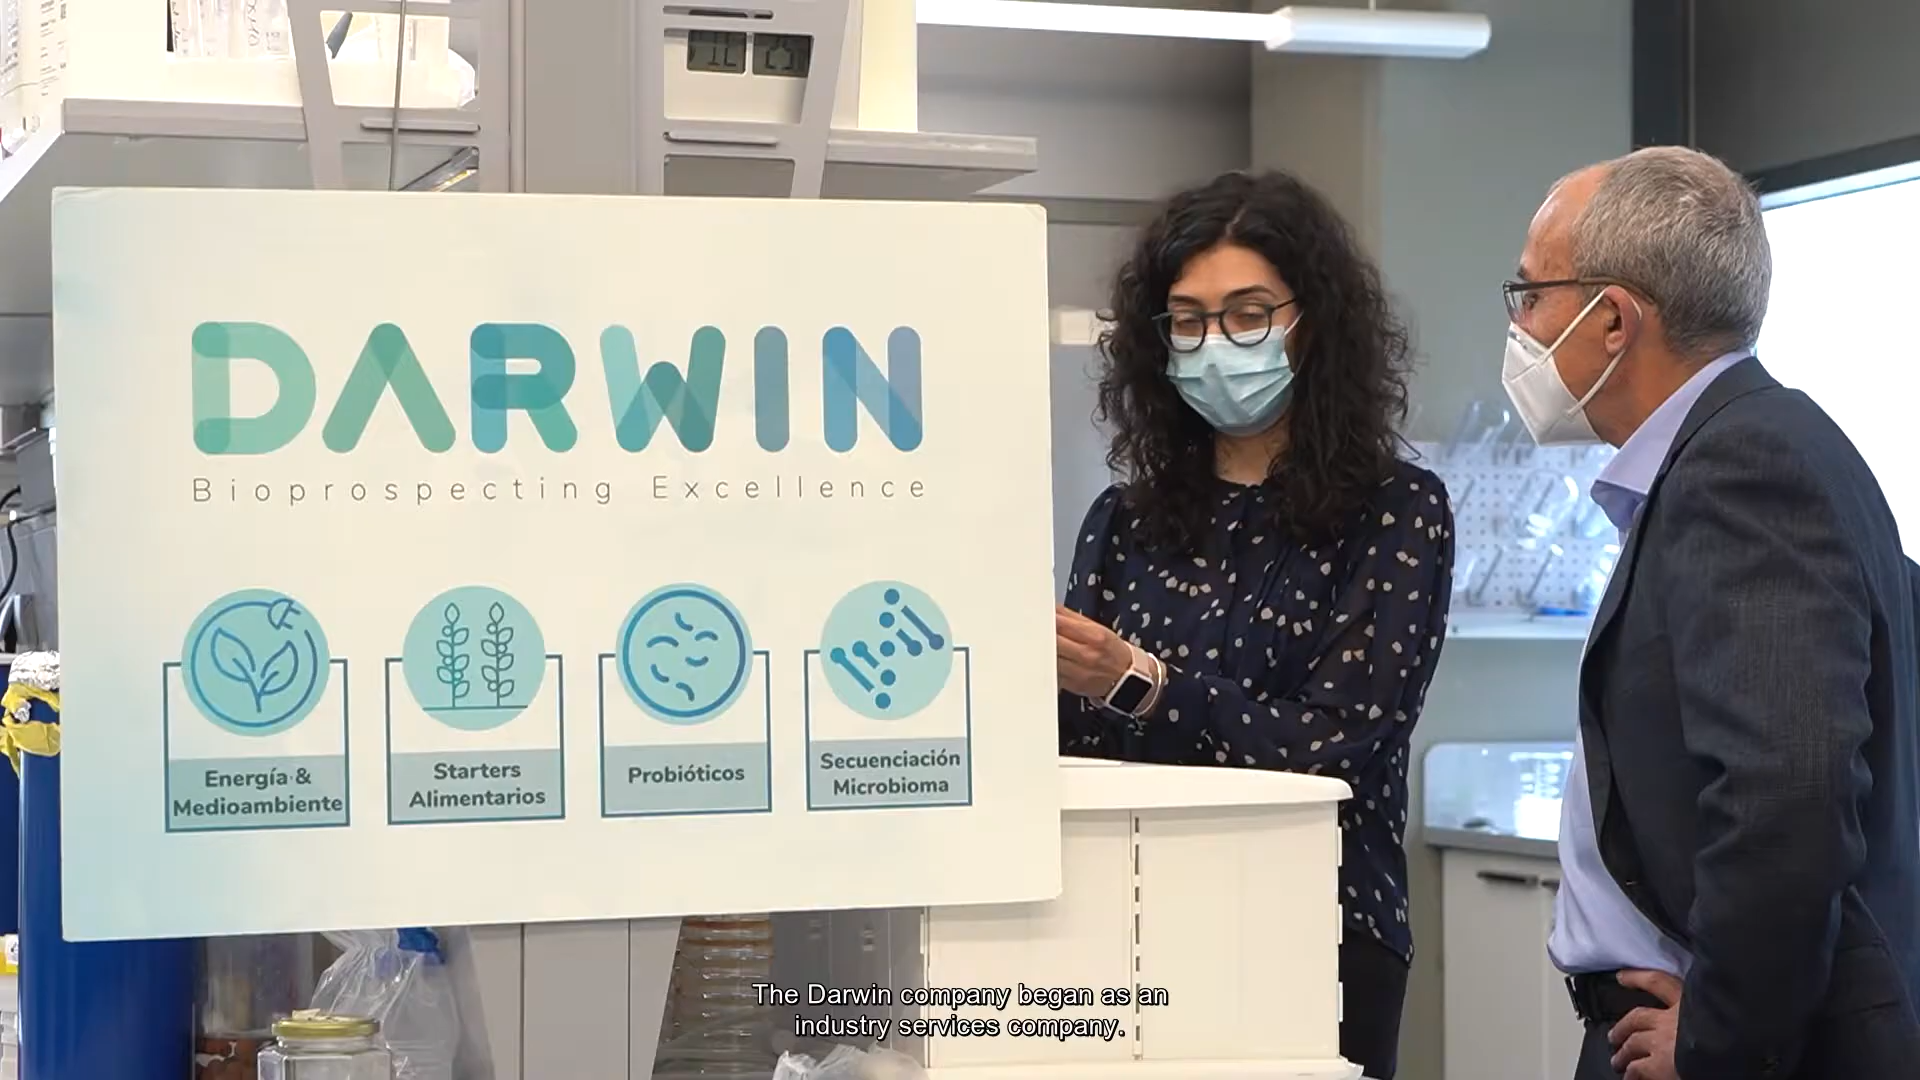 DARWIN
Bioprospecting Excellence
Energía &
Medioambiente
Starters
Alimentarios
Probióticos
Secuenciación
Microbioma
The Darwin company began as an
industry services company.